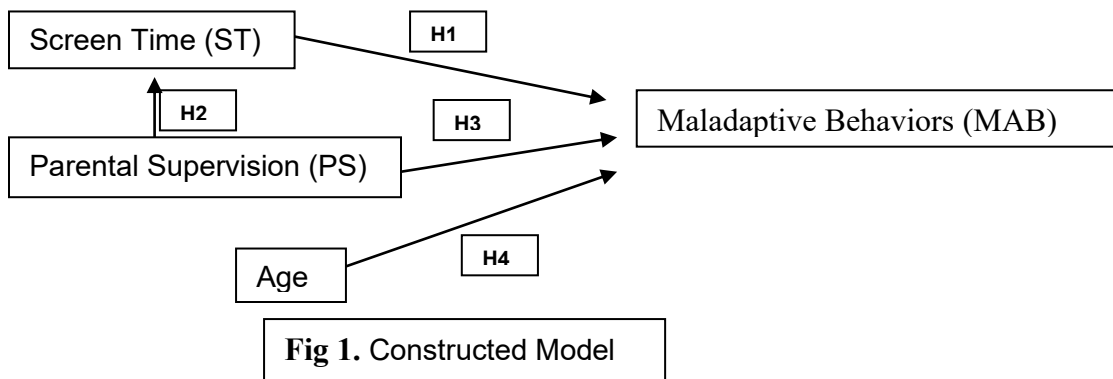 Screen Time (ST)
H1
H2
H3
Maladaptive Behaviors (MAB)
Parental Supervision (PS)
H4
Age
Fig 1. Constructed Model